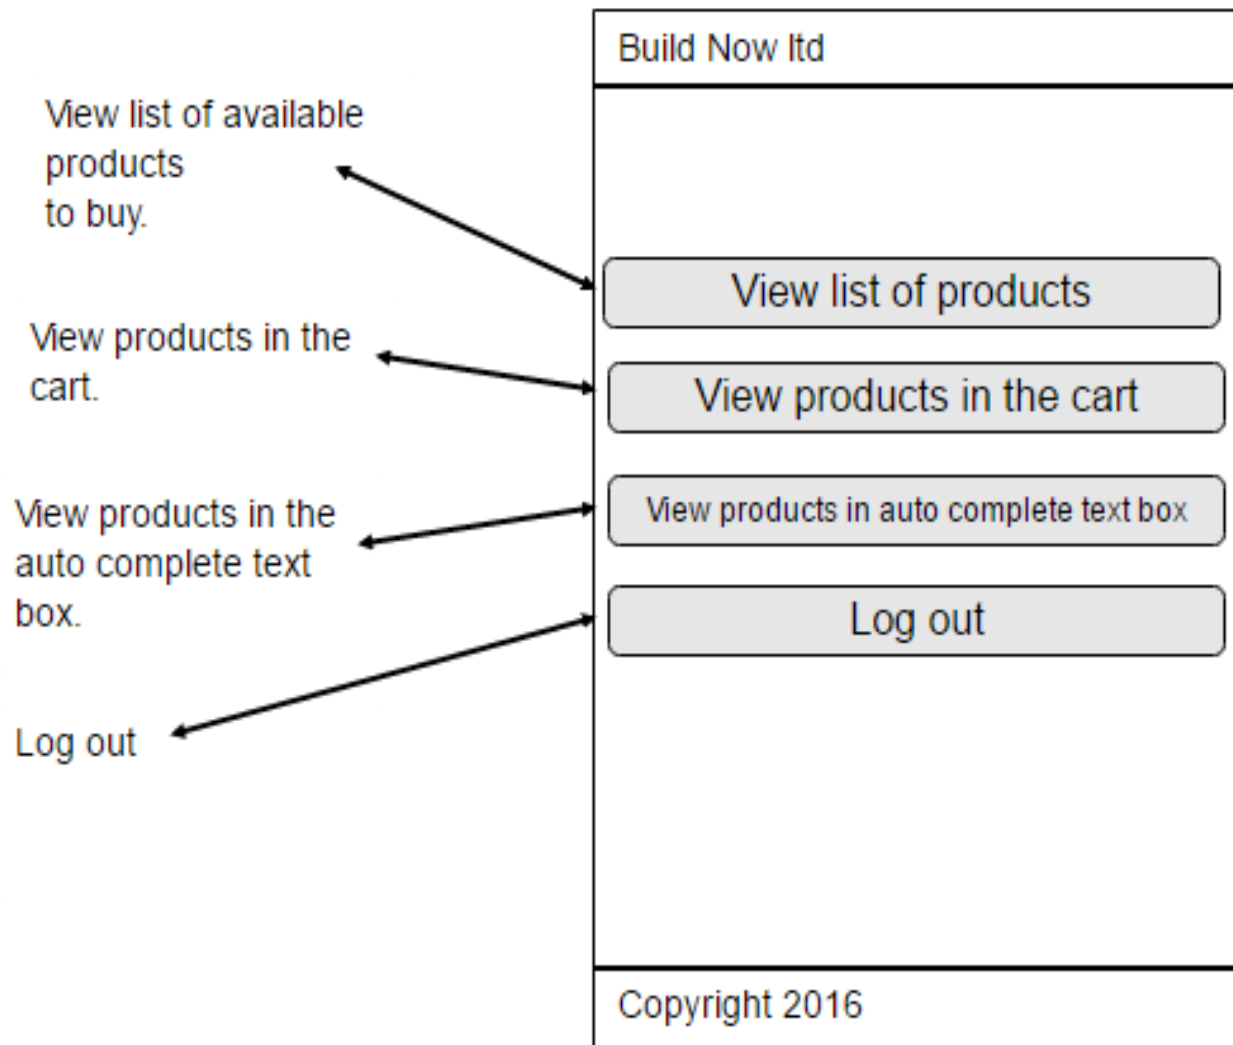 Build Now ltd
View list of available
products
to buy.
View list of products
View products in the
cart.
View products in the cart
View products in the
auto complete text
box.
View products in auto complete text box
Log out
Log out
Copyright 2016